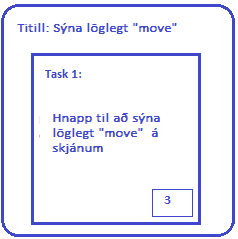 Titill: Sýna löglegt "move"
Task 1:
Hnapp til að sýna
löglegt "move" á
skjánum
3